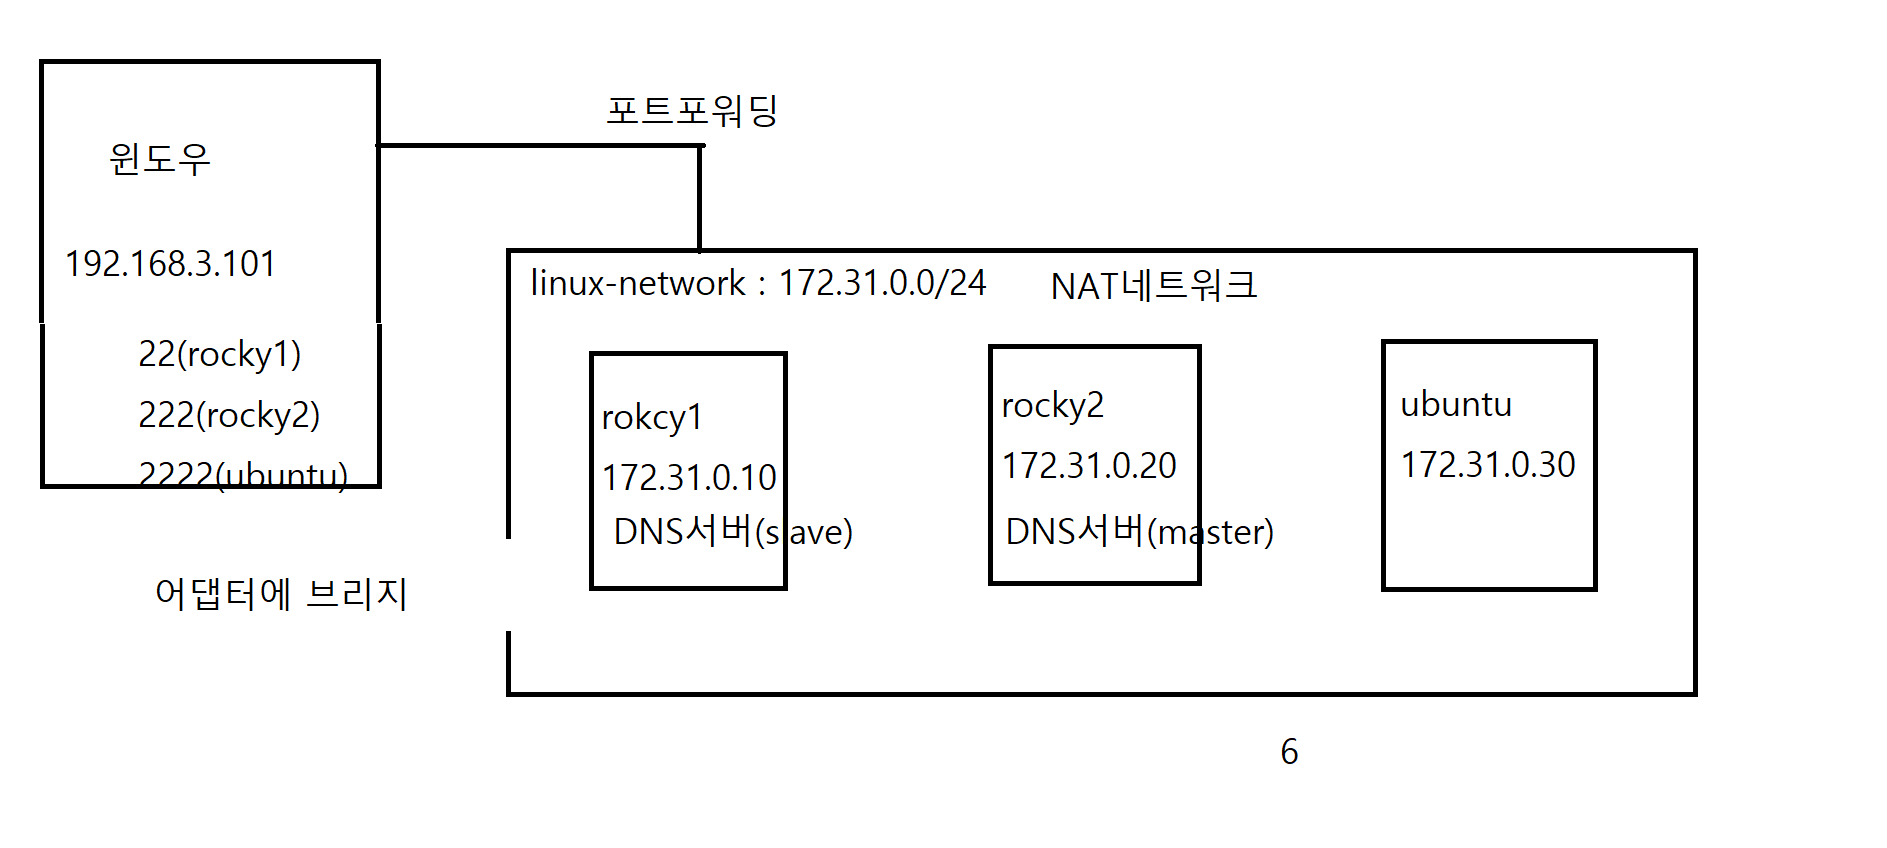 포트포워딩
윈도우
192.168.3.101
22(rocky1)
222(rocky2)
2222(ubuntu)
어댑터에 브리지
linux-network : 172.31.0.0/24 NAT네트워크
rokcy1
172.31.0.10
DNS서버(slave)
rocky2
172.31.0.20
DNS서버(master)
ubuntu
172.31.0.30
6